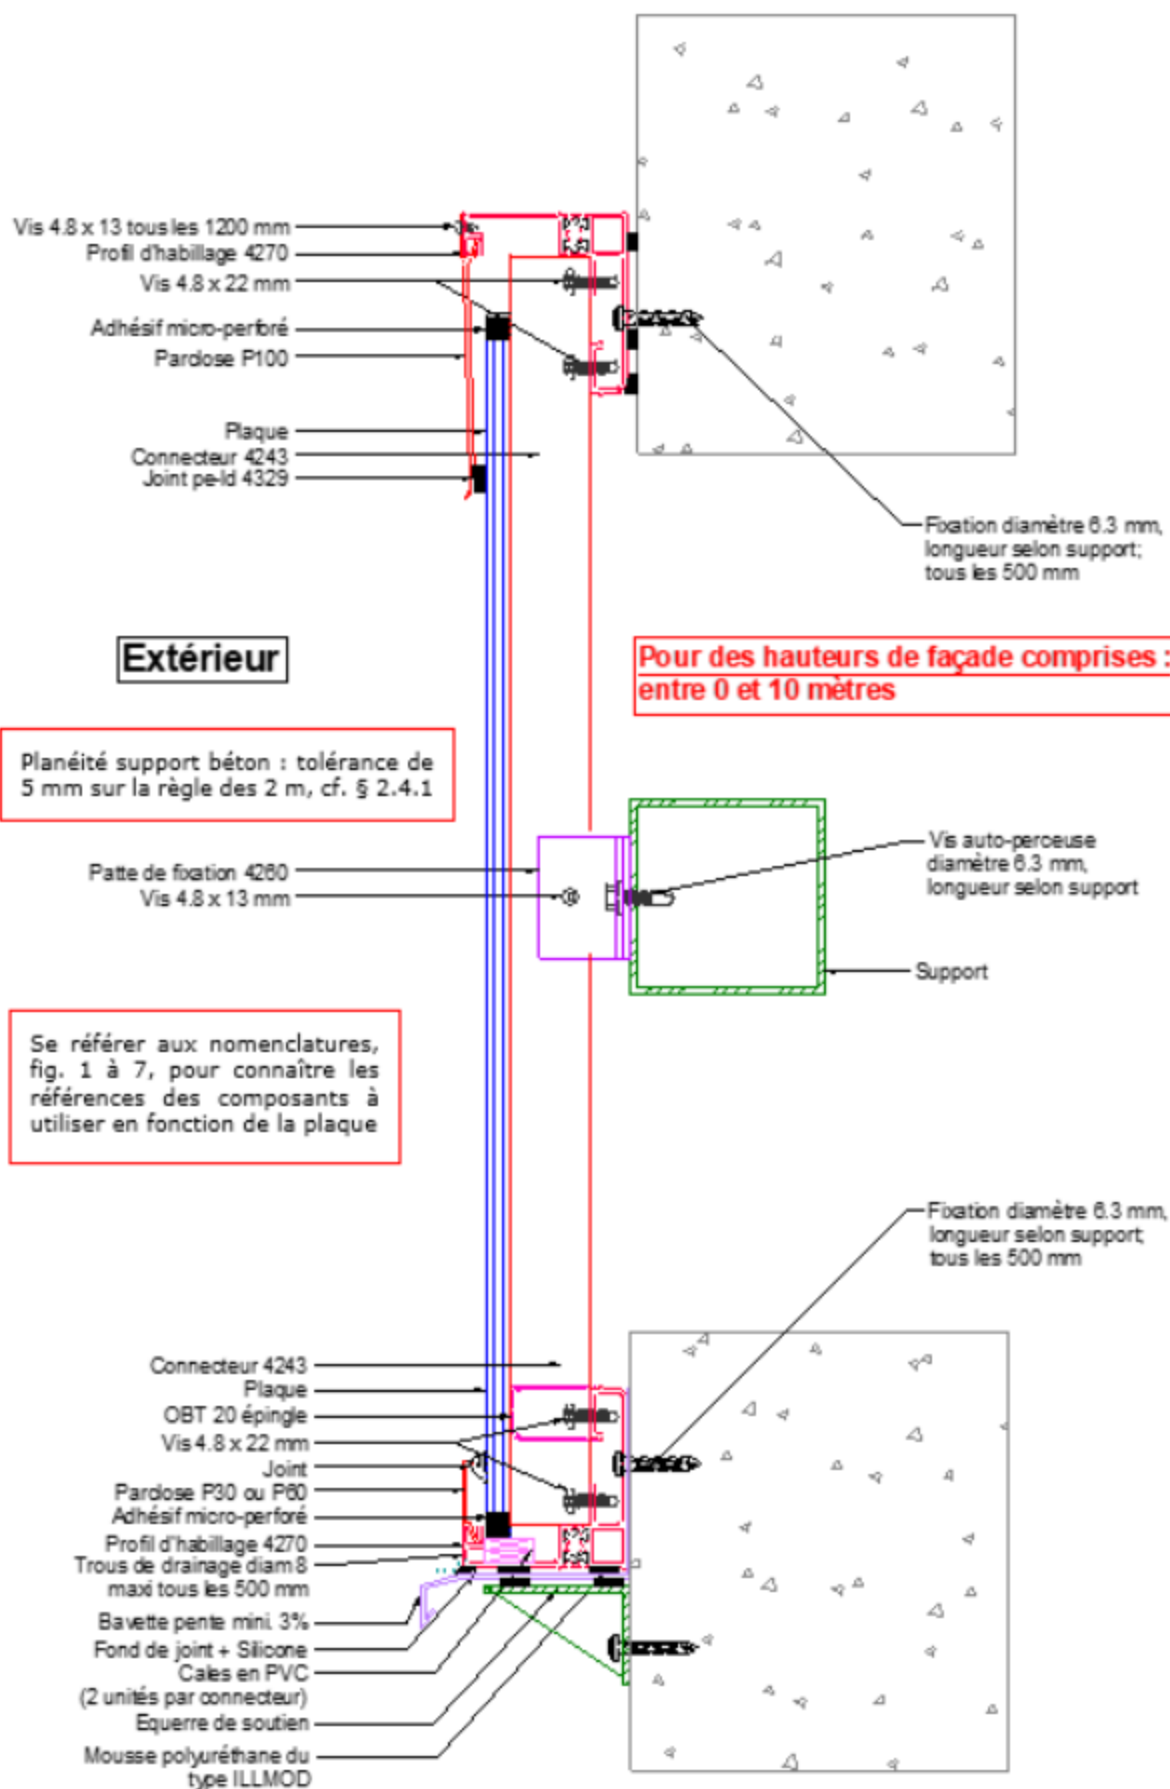 Vis 4.8 x 13 tous les 1200 mm
Profil d'habillage 4270
Vis 4.8 x 22 mm
Adhésif micro-perforé
Parclose P100
Plaque
Connecteur 4243
Joint pe-ld 4329
Fixation diamètre 6.3 mm,
longueur selon support;
tous les 500 mm
Extérieur
Pour des hauteurs de façade comprises :
entre 0 et 10 mètres
Planéité support béton : tolérance de
5 mm sur la règle des 2 m, cf. § 2.4.1
Patte de fixation 4260
Vis 4.8 x 13 mm
Vis auto-perceuse
diamètre 6.3 mm,
longueur selon support
Support
Se référer aux nomenclatures,
fig. 1 à 7, pour connaître les
références des composants à
utiliser en fonction de la plaque
Fixation diamètre 6.3 mm,
longueur selon support;
tous les 500 mm
Connecteur 4243
Plaque
OBT 20 épingle
Vis 4.8 x 22 mm
Joint
Parclose P30 ou P60
Adhésif micro-perforé
Profil d'habillage 4270
Trous de drainage diam 8
maxi tous les 500 mm
Bavette pente mini. 3%
Fond de joint + Silicone
Cales en PVC
(2 unités par connecteur)
Equerre de soutien
Mousse polyuréthane du
type ILLMOD